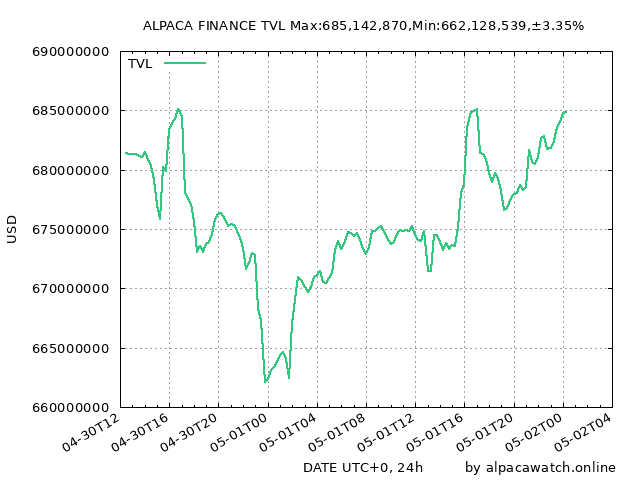 ALPACA FINANCE TVL Max:685,142,870,Min:662,128,539,±3.35%
690000000
TVL
685000000
680000000
675000000
670000000
665000000
660000000
USD
04-30T12
04-30T16
04-30T20
05-01T00
05-01T04
05-01T08
05-01T12
05-01T16
05-01T20
05-02T00
05-02T04
DATE UTC+0, 24h
by alpacawatch.online